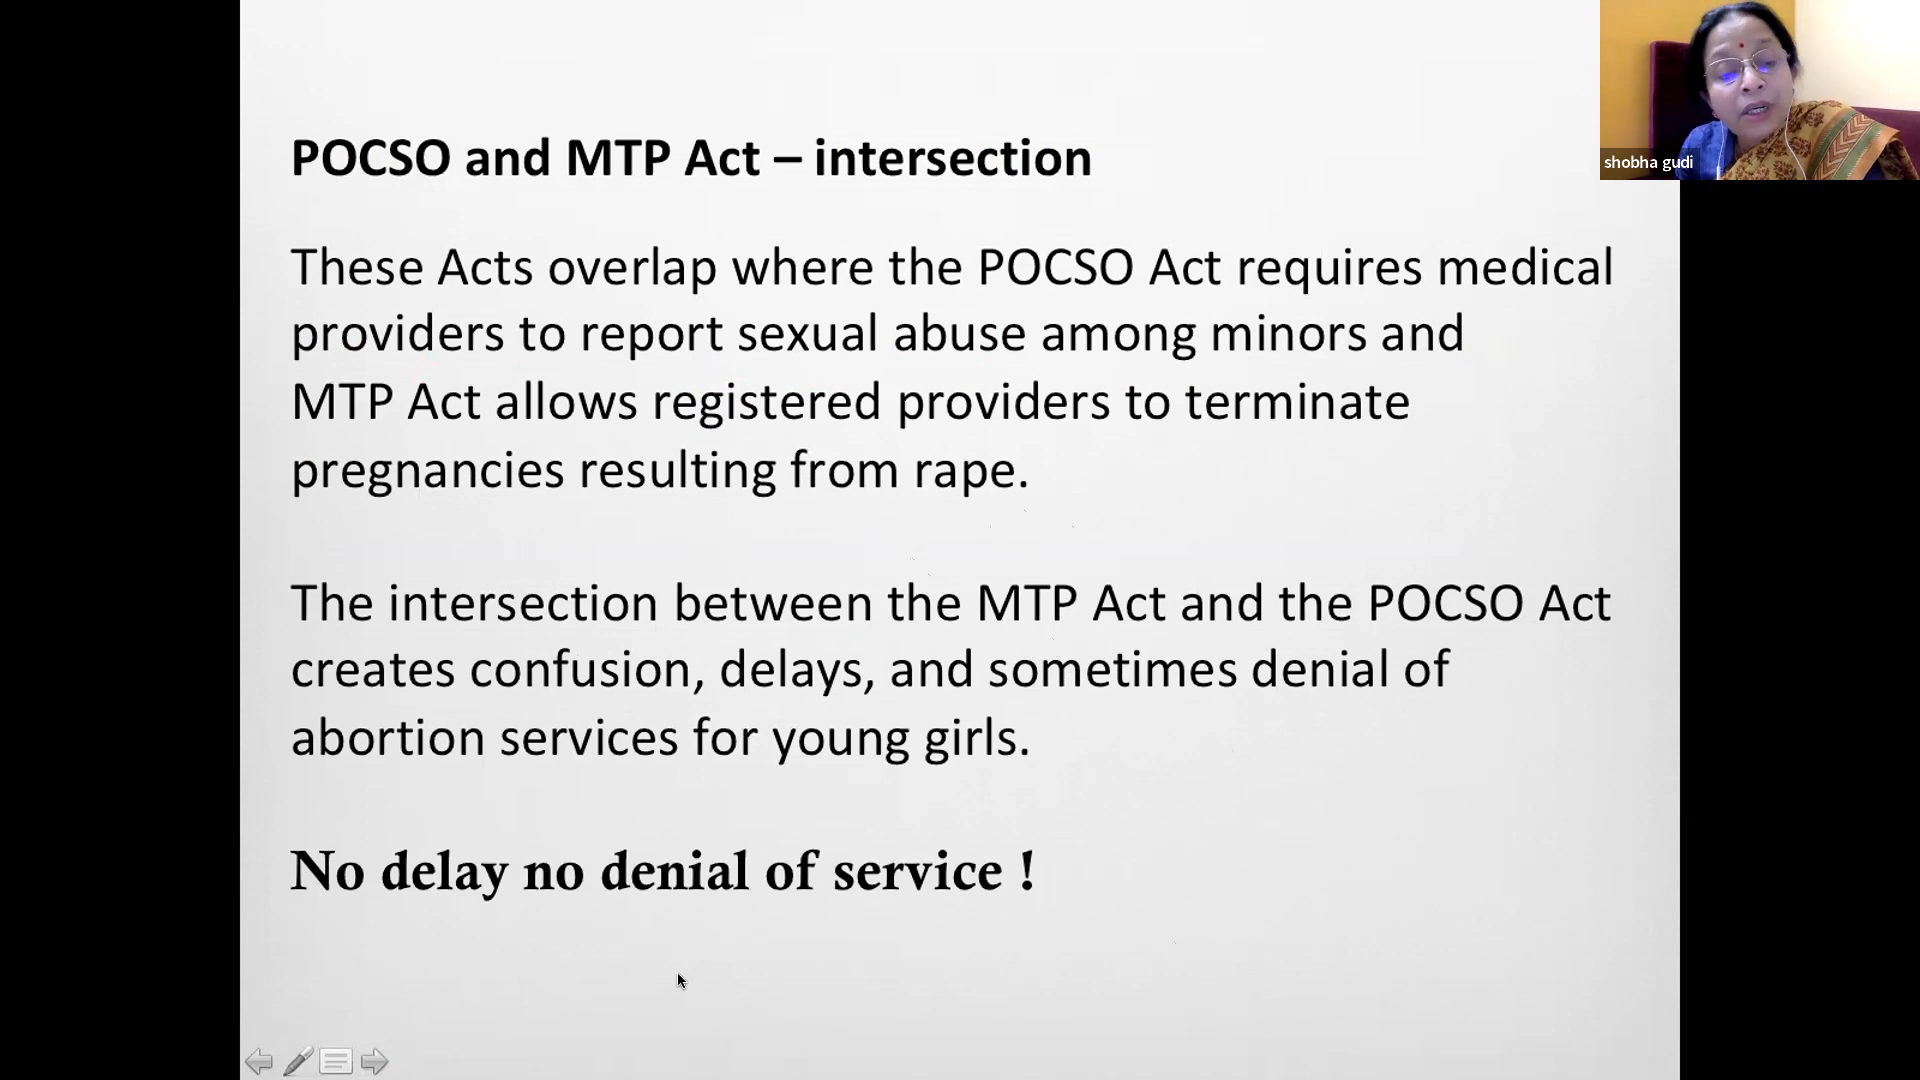 shobha gudi
POCSO and MTP Act – intersection
These Acts overlap where the POCSO Act requires medical
providers to report sexual abuse among minors and
MTP Act allows registered providers to terminate
pregnancies resulting from rape.
The intersection between the MTP Act and the POCSO Act
creates confusion, delays, and sometimes denial of
abortion services for young girls.
No delay no denial of service !